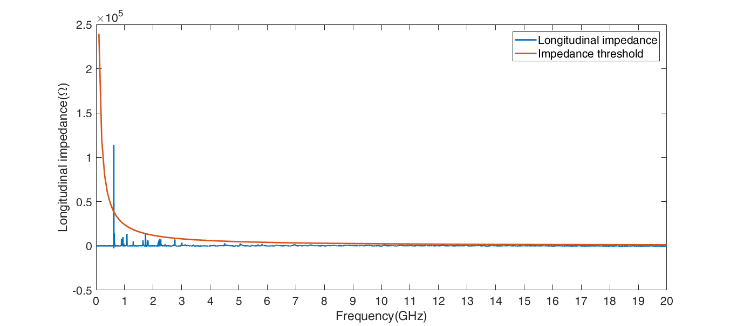 ×10^5
2.5
2
1.5
1
0.5
0
-0.5
Longitudinal impedance(Ω)
Longitudinal impedance
Impedance threshold
0 1 2 3 4 5 6 7 8 9 10 11 12 13 14 15 16 17 18 19 20
Frequency(GHz)